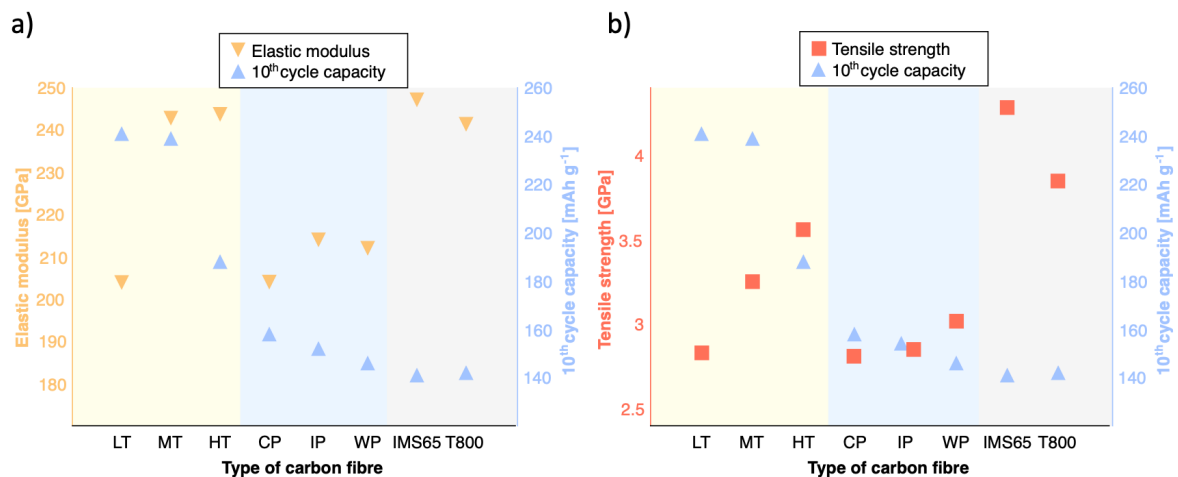 a)
Elastic modulus
10th cycle capacity
250
240
230
220
210
200
190
180
Elastic modulus [GPa]
260
240
220
200
180
160
140
10th cycle capacity [mAh g-1]
LT MT HT CP IP WP IMS65 T800
Type of carbon fibre
b)
Tensile strength
10th cycle capacity
4
3.5
3
2.5
Tensile strength [GPa]
260
240
220
200
180
160
140
10th cycle capacity [mAh g-1]
LT MT HT CP IP WP IMS65 T800
Type of carbon fibre